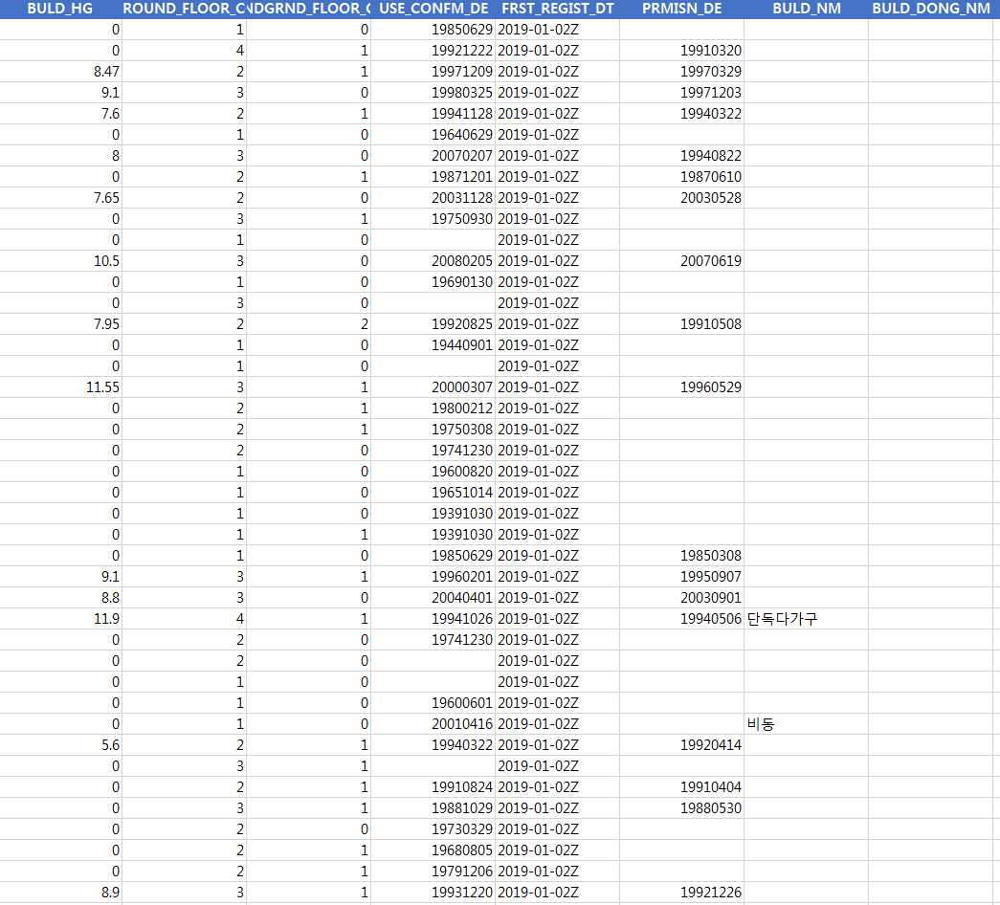 BULD_HG ROUND_FLOOR_C NDGRND_FLOOR_C USE_CONFM_DE FRST_REGIST_DT PRMISN_DE BULD_NM BULD_DONG_NM
0 1 0 19850629 2019-01-02Z
0 4 1 19921222 2019-01-02Z 19910320
8.47 2 1 19971209 2019-01-02Z 19970329
9.1 3 0 19980325 2019-01-02Z 19971203
7.6 2 1 19941128 2019-01-02Z 19940322
0 1 0 19640629 2019-01-02Z
8 3 0 20070207 2019-01-02Z 19940822
0 2 1 19871201 2019-01-02Z 19870610
7.65 2 0 20031128 2019-01-02Z 20030528
0 3 1 19750930 2019-01-02Z
0 1 0 2019-01-02Z
10.5 3 0 20080205 2019-01-02Z 20070619
0 1 0 19690130 2019-01-02Z
0 3 0 2019-01-02Z
7.95 2 2 19920825 2019-01-02Z 19910508
0 1 0 19440901 2019-01-02Z
0 1 0 2019-01-02Z
11.55 3 1 20000307 2019-01-02Z 19960529
0 2 1 19800212 2019-01-02Z
0 2 1 19750308 2019-01-02Z
0 2 0 19741230 2019-01-02Z
0 1 0 19600820 2019-01-02Z
0 1 0 19651014 2019-01-02Z
0 1 0 19391030 2019-01-02Z
0 1 1 19391030 2019-01-02Z
0 1 0 19850629 2019-01-02Z 19850308
9.1 3 1 19960201 2019-01-02Z 19950907
8.8 3 0 20040401 2019-01-02Z 20030901
11.9 4 1 19941026 2019-01-02Z 19940506 단독다가구
0 2 0 19741230 2019-01-02Z
0 2 0 2019-01-02Z
0 1 0 2019-01-02Z
0 1 0 19600601 2019-01-02Z
0 1 0 20010416 2019-01-02Z 비동
5.6 2 1 19940322 2019-01-02Z 19920414
0 3 1 2019-01-02Z
0 2 1 19910824 2019-01-02Z 19910404
0 3 1 19881029 2019-01-02Z 19880530
0 2 0 19730329 2019-01-02Z
0 2 1 19680805 2019-01-02Z
0 2 1 19791206 2019-01-02Z
8.9 3 1 19931220 2019-01-02Z 19921226